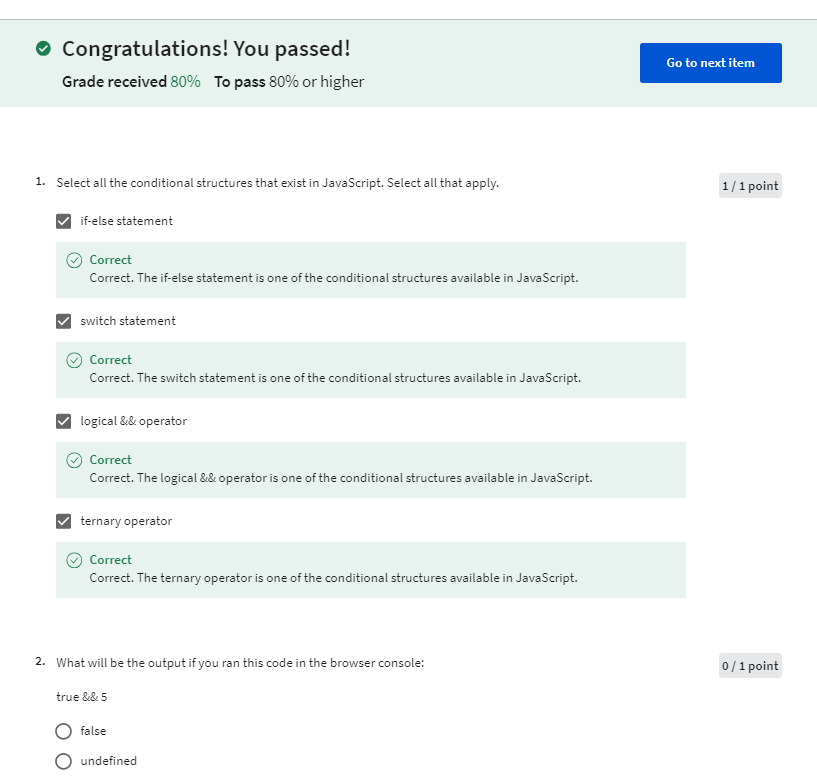 Congratulations! You passed!
Grade received 80% To pass 80% or higher
Go to next item
1. Select all the conditional structures that exist in JavaScript. Select all that apply.
1 / 1 point
if-else statement
Correct
Correct. The if-else statement is one of the conditional structures available in JavaScript.
switch statement
Correct
Correct. The switch statement is one of the conditional structures available in JavaScript.
logical && operator
Correct
Correct. The logical && operator is one of the conditional structures available in JavaScript.
ternary operator
Correct
Correct. The ternary operator is one of the conditional structures available in JavaScript.
2. What will be the output if you ran this code in the browser console:
0 / 1 point
true && 5
false
undefined